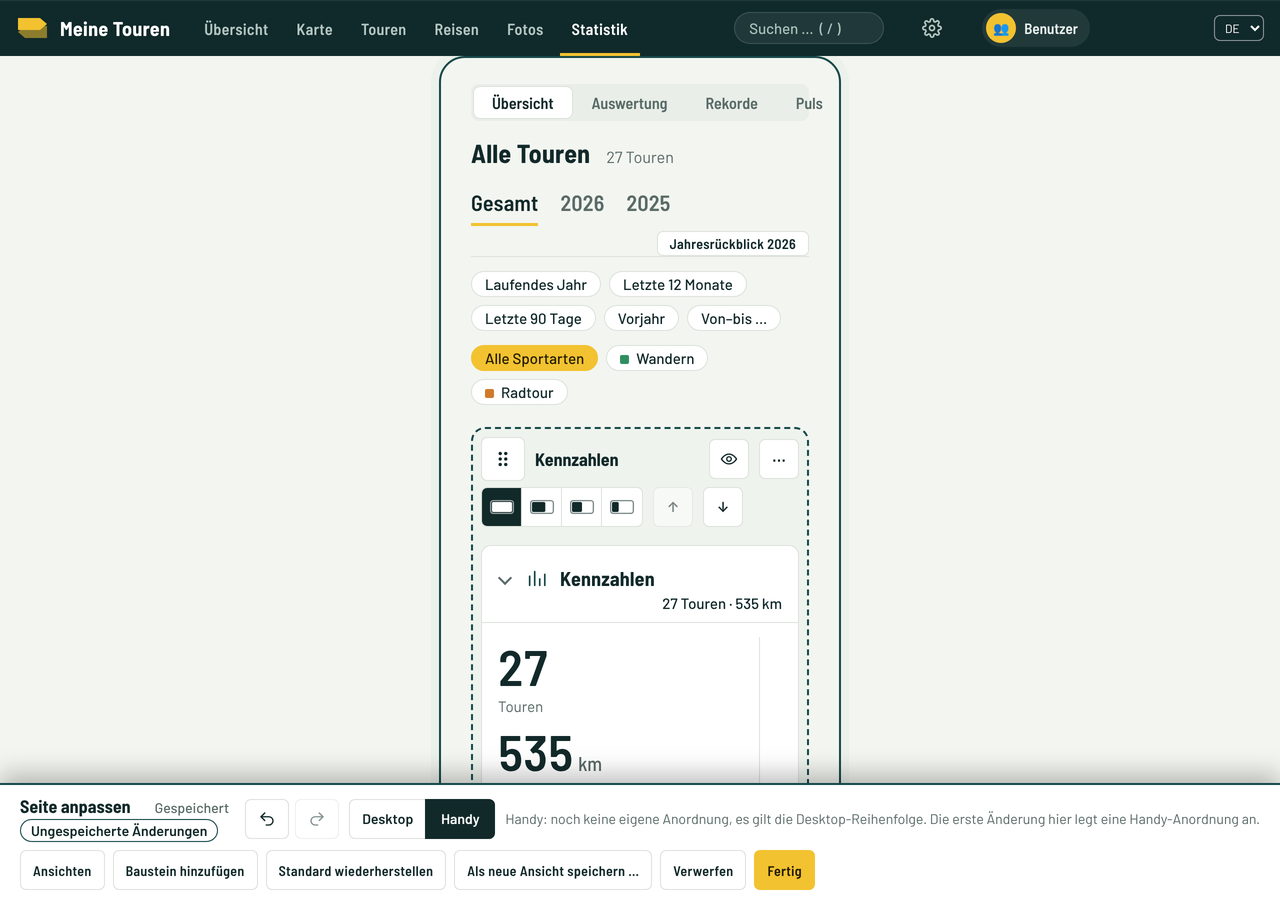 Meine Touren Übersicht Karte Touren Reisen Fotos Statistik Suchen … ( / ) Benutzer DE
Übersicht Auswertung Rekorde Puls
Alle Touren 27 Touren
Gesamt 2026 2025
Jahresrückblick 2026
Laufendes Jahr Letzte 12 Monate
Letzte 90 Tage Vorjahr Von–bis …
Alle Sportarten Wandern
Radtour
Kennzahlen
Kennzahlen
27 Touren · 535 km
27
Touren
535 km
Seite anpassen Gespeichert
Ungespeicherte Änderungen
Desktop Handy Handy: noch keine eigene Anordnung, es gilt die Desktop-Reihenfolge. Die erste Änderung hier legt eine Handy-Anordnung an.
Ansichten Baustein hinzufügen Standard wiederherstellen Als neue Ansicht speichern … Verwerfen Fertig